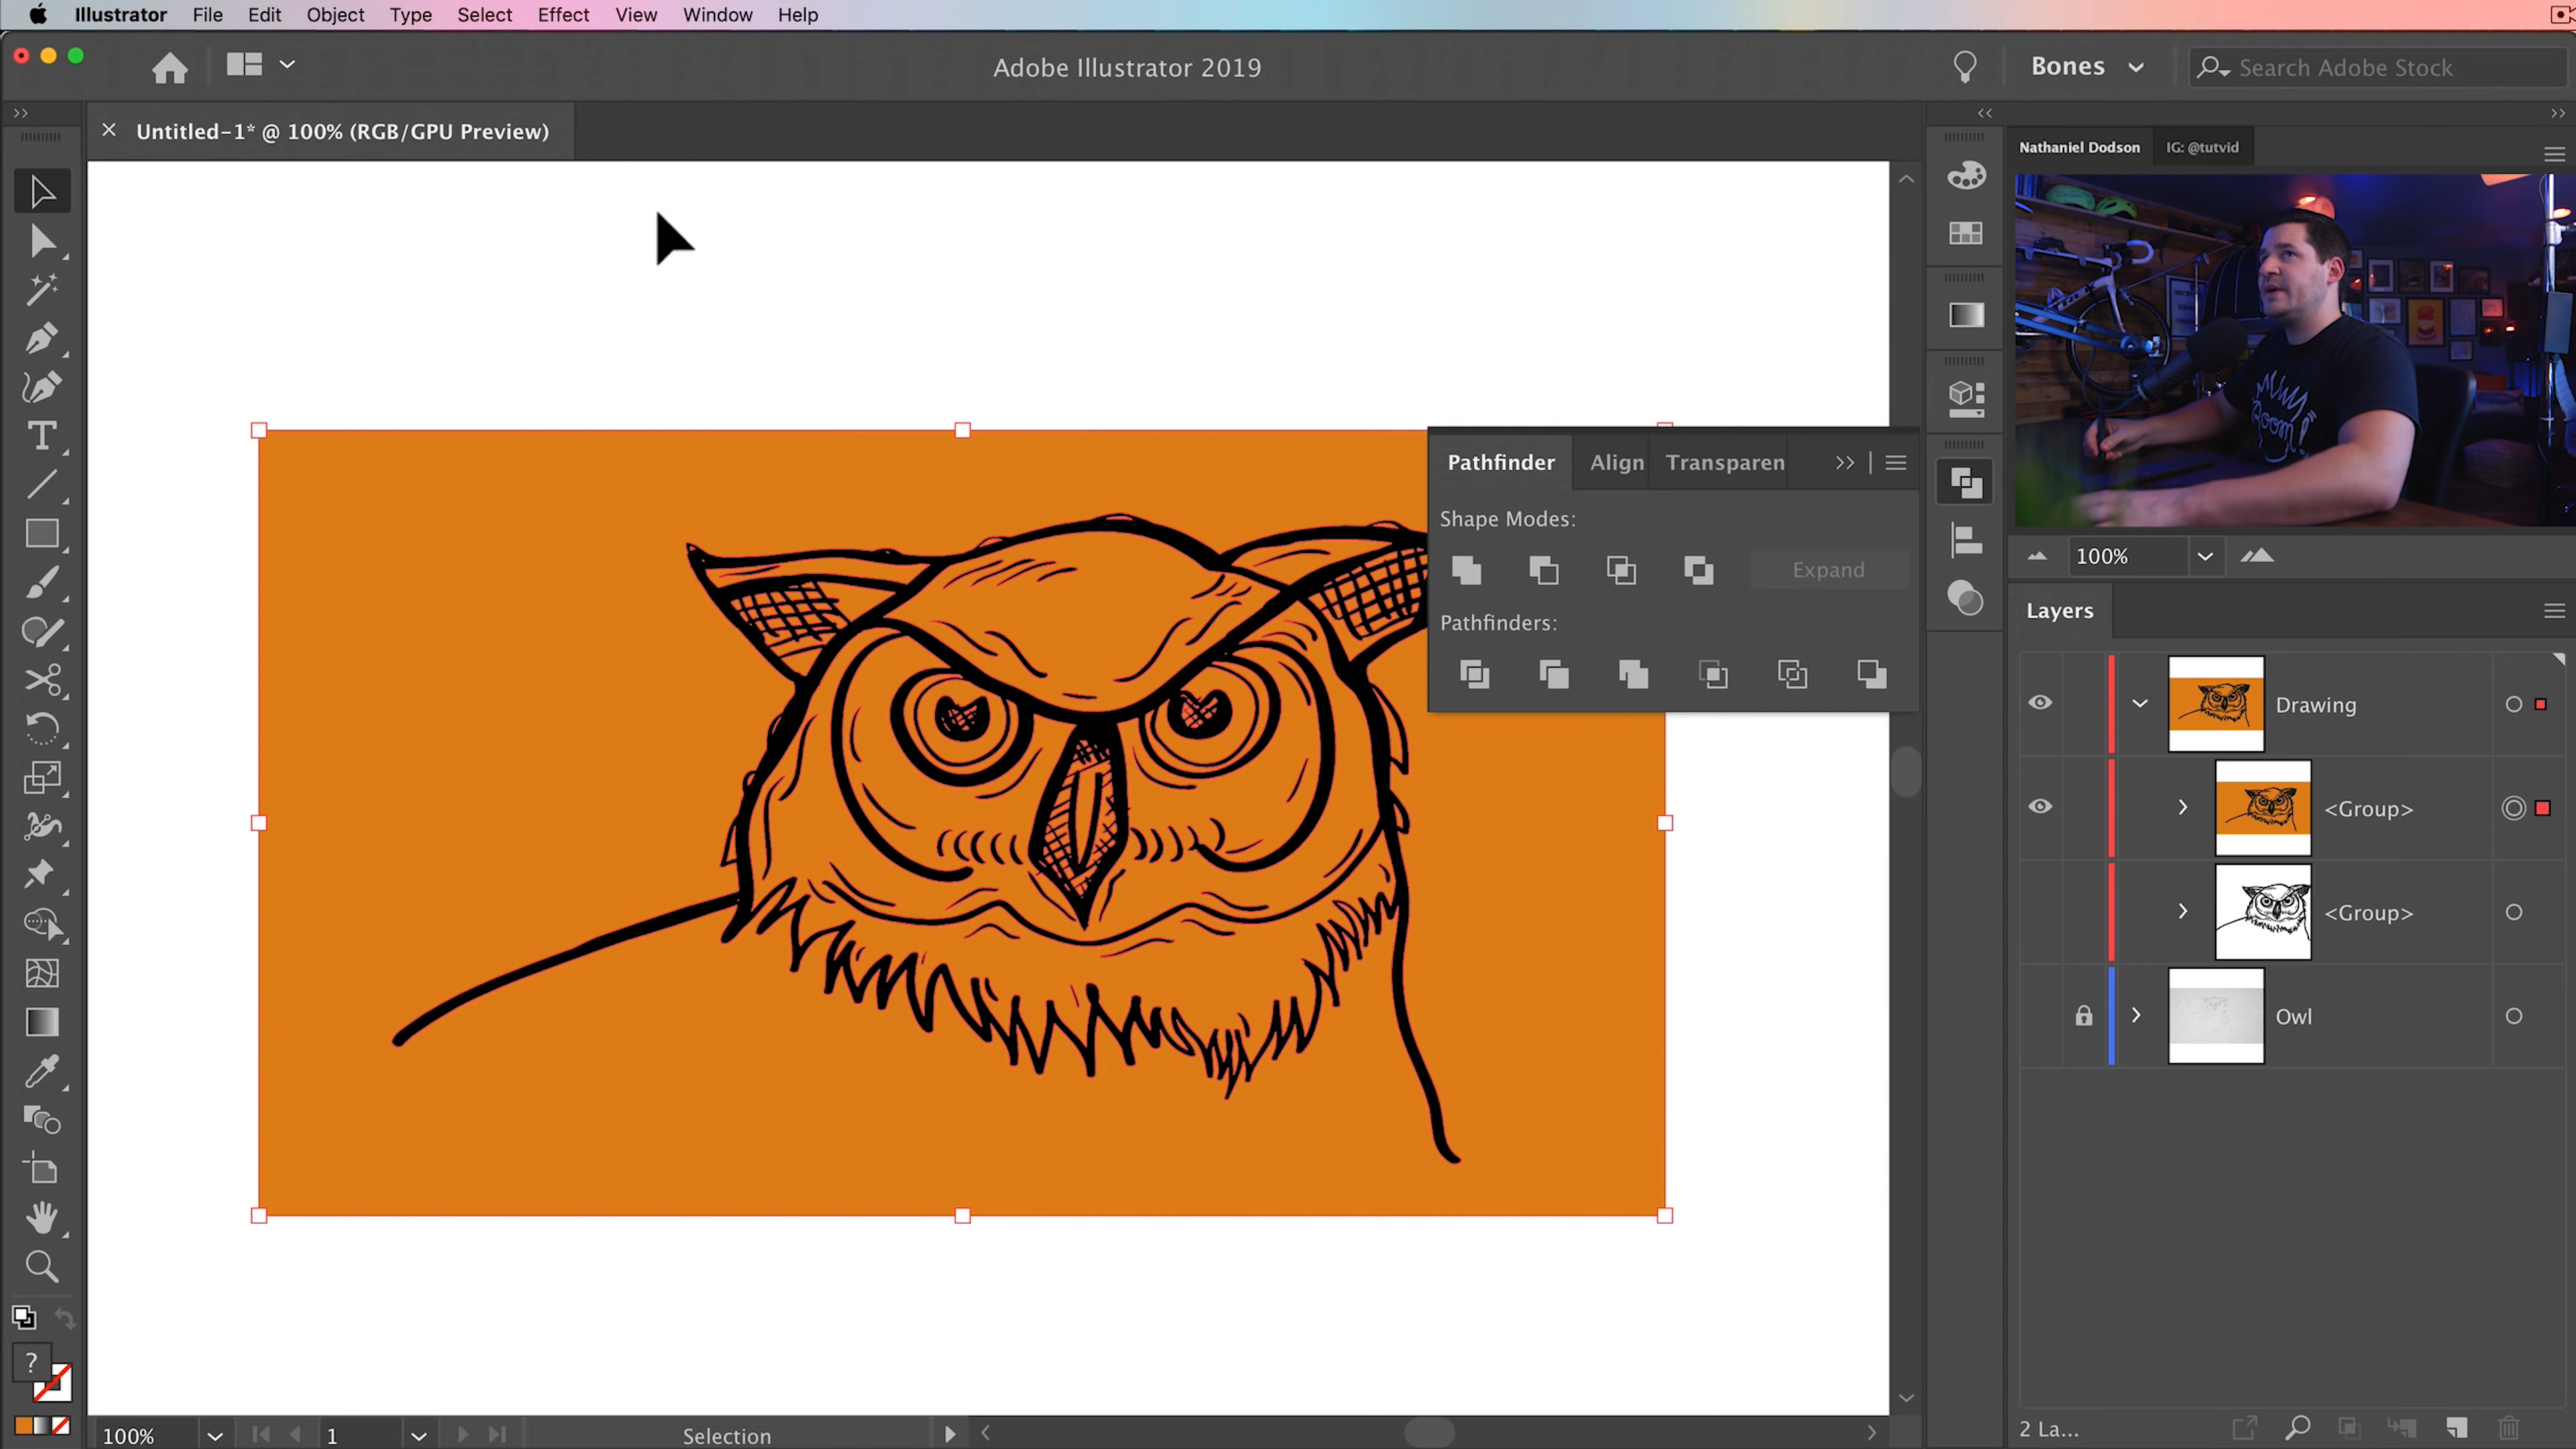 Illustrator File Edit Object Type Select Effect View Window Help
Adobe Illustrator 2019
Bones
Search Adobe Stock
× Untitled-1* @ 100% (RGB/GPU Preview)
Nathaniel Dodson IG: @tutvid
100%
Pathfinder Align Transparen
Shape Modes:
Expand
Pathfinders:
Layers
Drawing
<Group>
<Group>
Owl
?
100% 1 Selection
2 La...